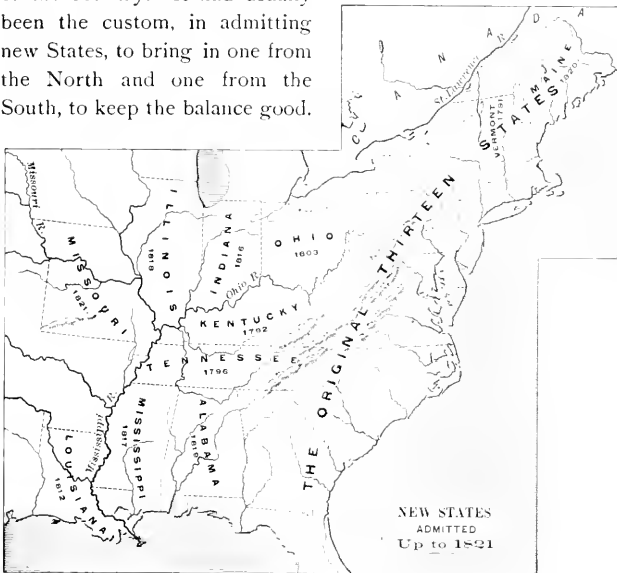 been the custom, in admitting
new States, to bring in one from
the North and one from the
South, to keep the balance good.
CANADA
St. Lawrence R.
MAINE
1820
VERMONT
1791
THE ORIGINAL THIRTEEN STATES
Missouri R.
MISSOURI
1821
ILLINOIS
1818
INDIANA
1816
OHIO
1803
Ohio R.
KENTUCKY
1792
TENNESSEE
1796
Mississippi R.
MISSISSIPPI
1817
ALABAMA
LOUISIANA
1812
NEW STATES
ADMITTED
Up to 1821